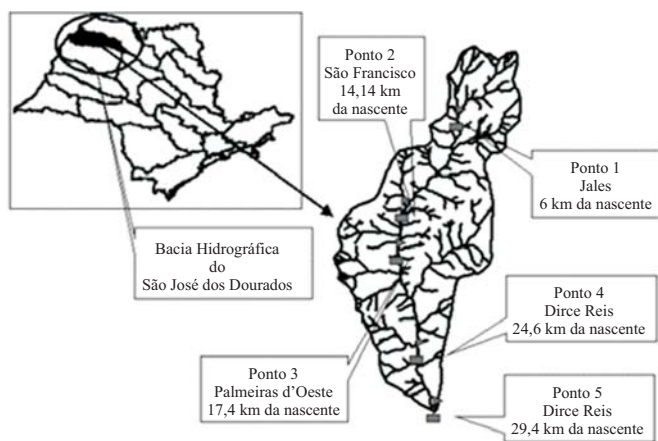 Ponto 2
São Francisco
14,14 km
da nascente
Ponto 1
Jales
6 km da nascente
Bacia Hidrográfica
do
São José dos Dourados
Ponto 4
Dirce Reis
24,6 km da nascente
Ponto 3
Palmeiras d’Oeste
17,4 km da nascente
Ponto 5
Dirce Reis
29,4 km da nascente